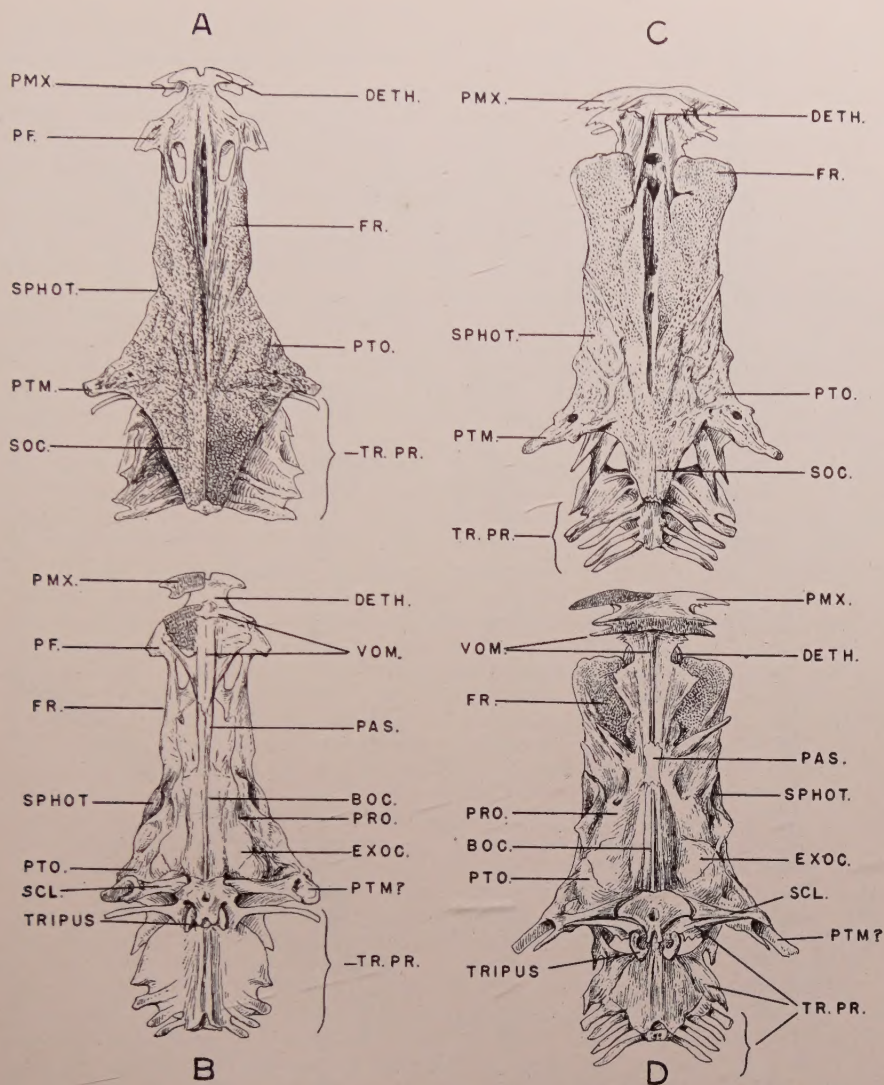 A
PMX.
DETH.
PF.
FR.
SPHOT.
PTO.
PTM.
SOC.
TR. PR.
C
PMX.
DETH.
FR.
SPHOT.
PTO.
PTM.
SOC.
TR. PR.
PMX.
DETH.
PF.
VOM.
FR.
PAS.
SPHOT
BOC.
PRO.
EXOC.
PTO.
SCL.
PTM?
TRIPUS
TR. PR.
B
PMX.
VOM.
DETH.
FR.
PAS.
SPHOT.
PRO.
BOC.
EXOC.
PTO.
SCL.
PTM?
TRIPUS
TR. PR.
D